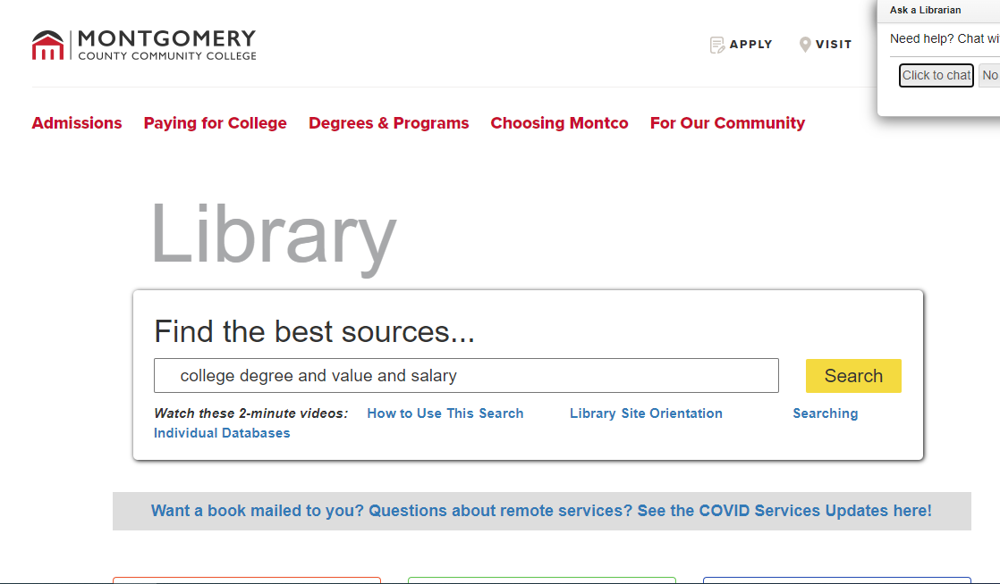 MONTGOMERY
COUNTY COMMUNITY COLLEGE
APPLY
VISIT
Ask a Librarian
Need help? Chat
Click to chat
No
Admissions
Paying for College
Degrees & Programs
Choosing Montco
For Our Community
Library
Find the best sources...
college degree and value and salary
Search
Watch these 2-minute videos: How to Use This Search Library Site Orientation Searching
Individual Databases
Want a book mailed to you? Questions about remote services? See the COVID Services Updates here!